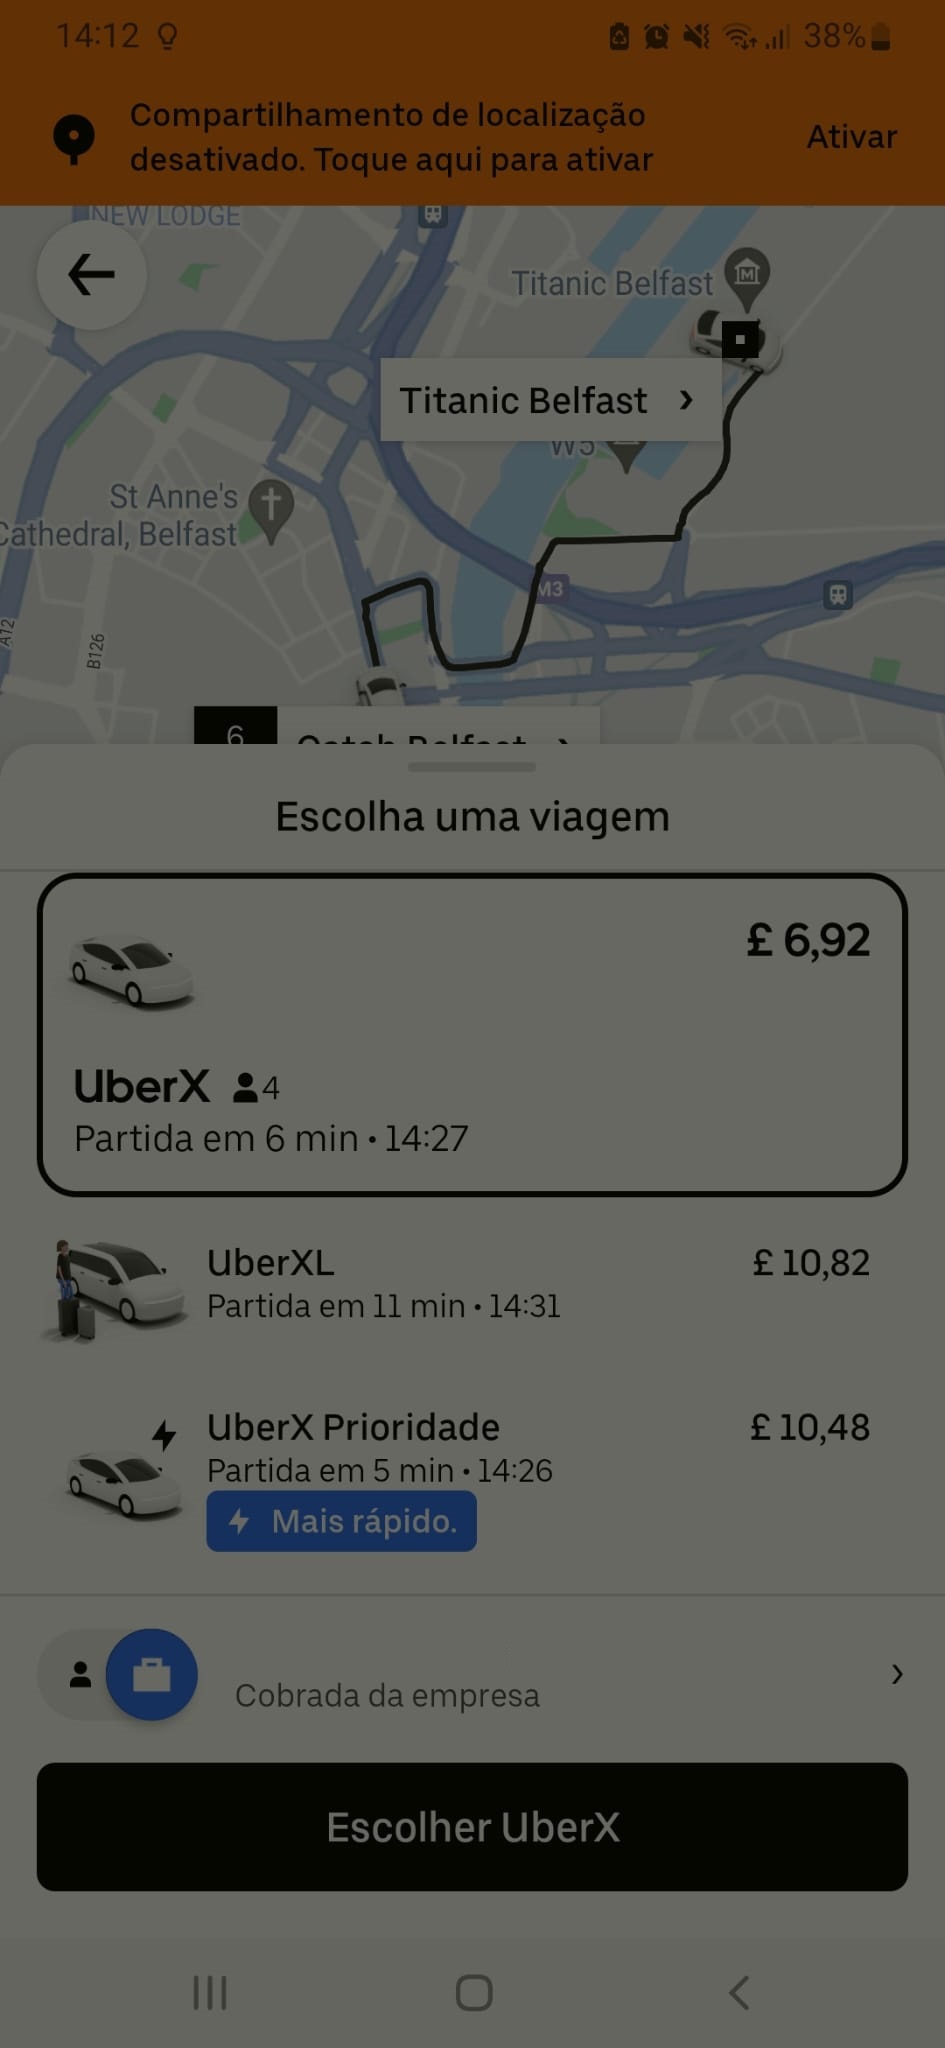 14:12
38%
Compartilhamento de localização
desativado. Toque aqui para ativar
Ativar
NEW LODGE
Titanic Belfast
Titanic Belfast
W5
St Anne's
Cathedral, Belfast
M3
A12
B126
6
Catch Belfast
Escolha uma viagem
£ 6,92
UberX 4
Partida em 6 min • 14:27
UberXL
£ 10,82
Partida em 11 min • 14:31
UberX Prioridade
£ 10,48
Partida em 5 min • 14:26
Mais rápido.
Cobrada da empresa
Escolher UberX